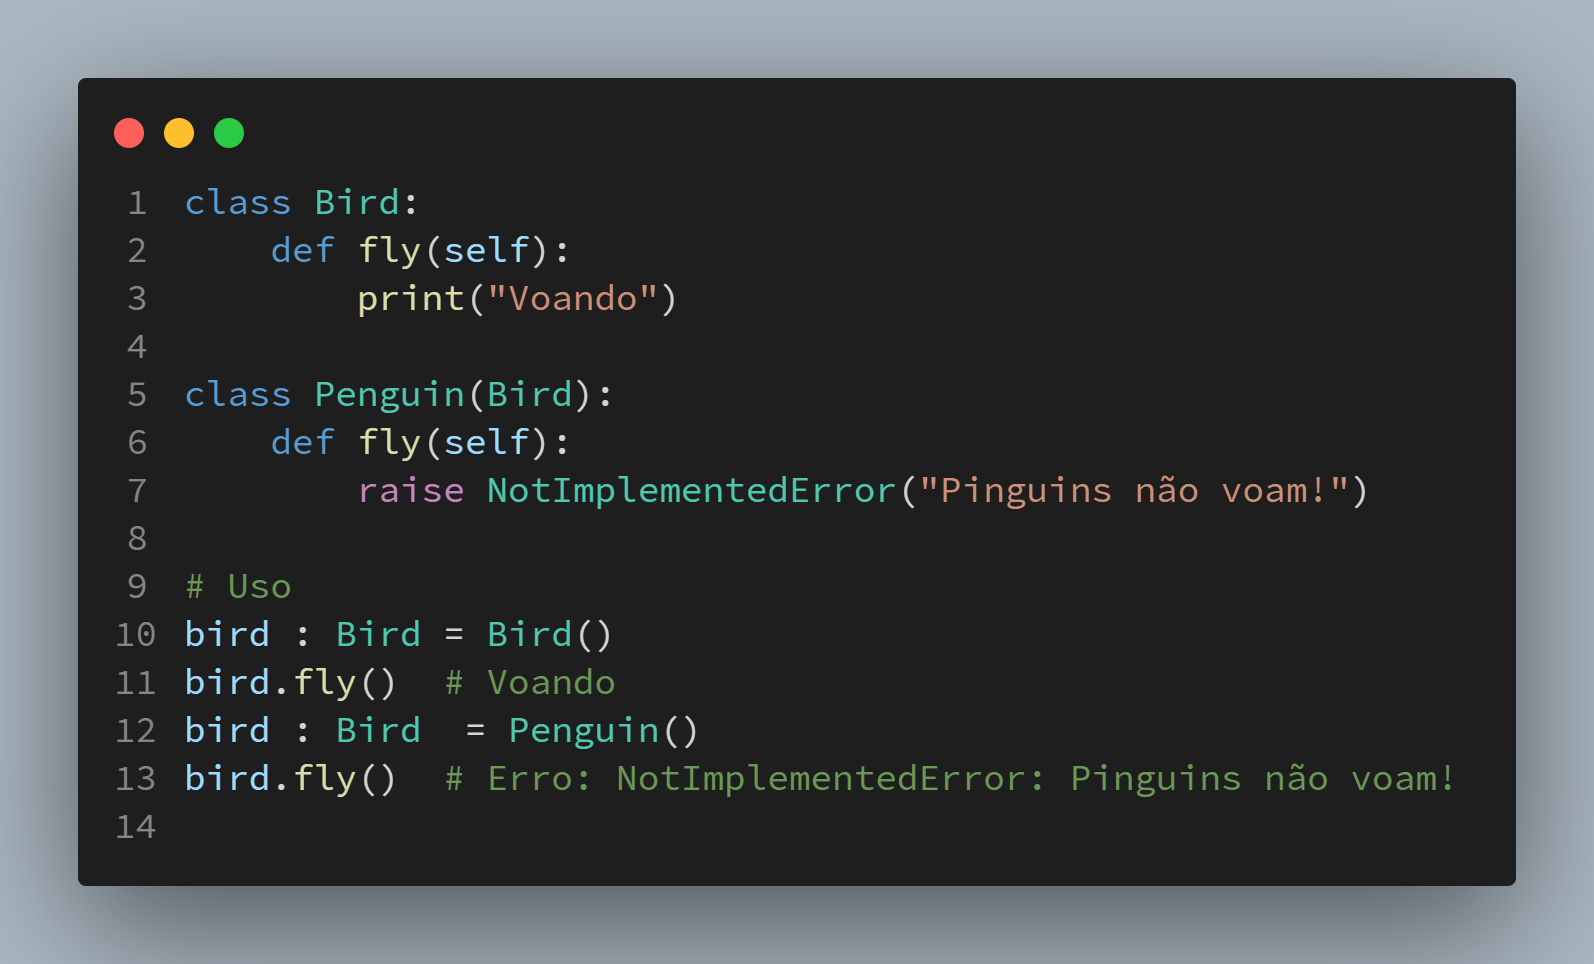 1 class Bird:
2     def fly(self):
3         print("Voando")
4
5 class Penguin(Bird):
6     def fly(self):
7         raise NotImplementedError("Pinguins não voam!")
8
9 # Uso
10 bird : Bird = Bird()
11 bird.fly()  # Voando
12 bird : Bird  = Penguin()
13 bird.fly()  # Erro: NotImplementedError: Pinguins não voam!
14